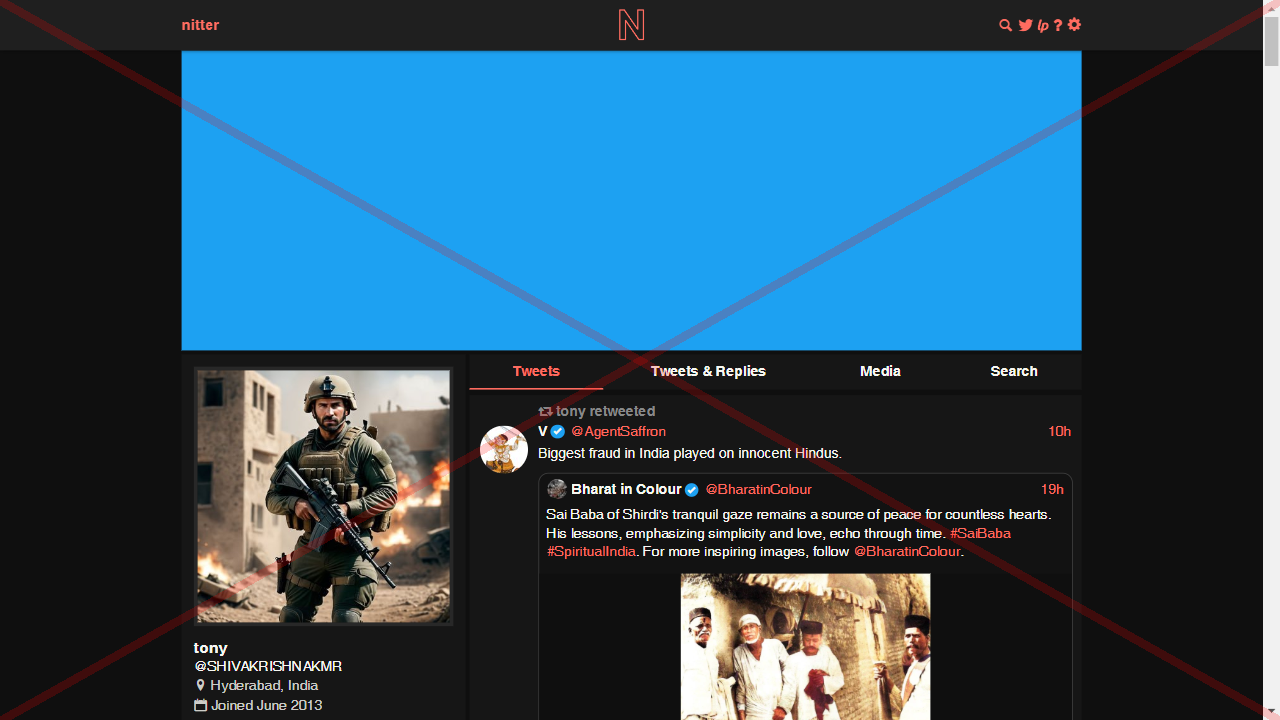 nitter
N
lp ?
Tweets
Tweets & Replies
Media
Search
tony retweeted
V @AgentSaffron 10h
Biggest fraud in India played on innocent Hindus.
Bharat in Colour @BharatinColour 19h
Sai Baba of Shirdi's tranquil gaze remains a source of peace for countless hearts.
His lessons, emphasizing simplicity and love, echo through time. #SaiBaba
#SpiritualIndia. For more inspiring images, follow @BharatinColour.
tony
@SHIVAKRISHNAKMR
Hyderabad, India
Joined June 2013